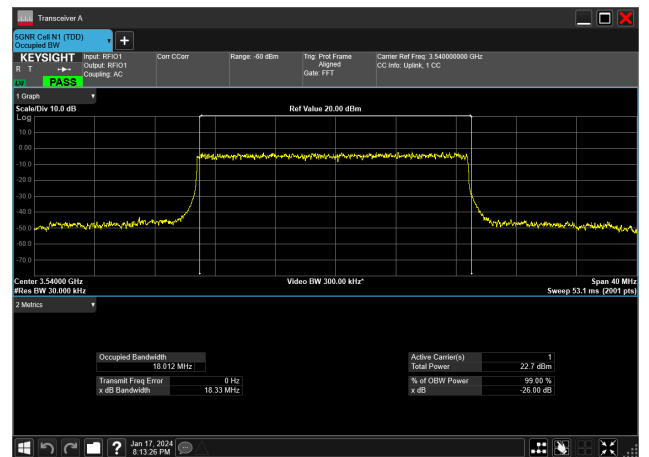 Transceiver A
5GNR Cell N1 (TDD)
Occupied BW
+
KEYSIGHT
R T
LXI
PASS
Input: RFIO1
Output: RFIO1
Coupling: AC
Corr CCorr
Range: -60 dBm
Trig: Prot Frame
Aligned
Gate: FFT
Carrier Ref Freq: 3.540000000 GHz
CC Info: Uplink, 1 CC
1 Graph
Scale/Div 10.0 dB
Ref Value 20.00 dBm
Log
10.0
0.00
-10.0
-20.0
-30.0
-40.0
-50.0
-60.0
-70.0
Center 3.54000 GHz
Video BW 300.00 kHz*
Span 40 MHz
#Res BW 30.000 kHz
Sweep 53.1 ms (2001 pts)
2 Metrics
Occupied Bandwidth
18.012 MHz
Transmit Freq Error 0 Hz
x dB Bandwidth 18.33 MHz
Active Carrier(s) 1
Total Power 22.7 dBm
% of OBW Power 99.00 %
x dB -26.00 dB
?
Jan 17, 2024
8:13:26 PM